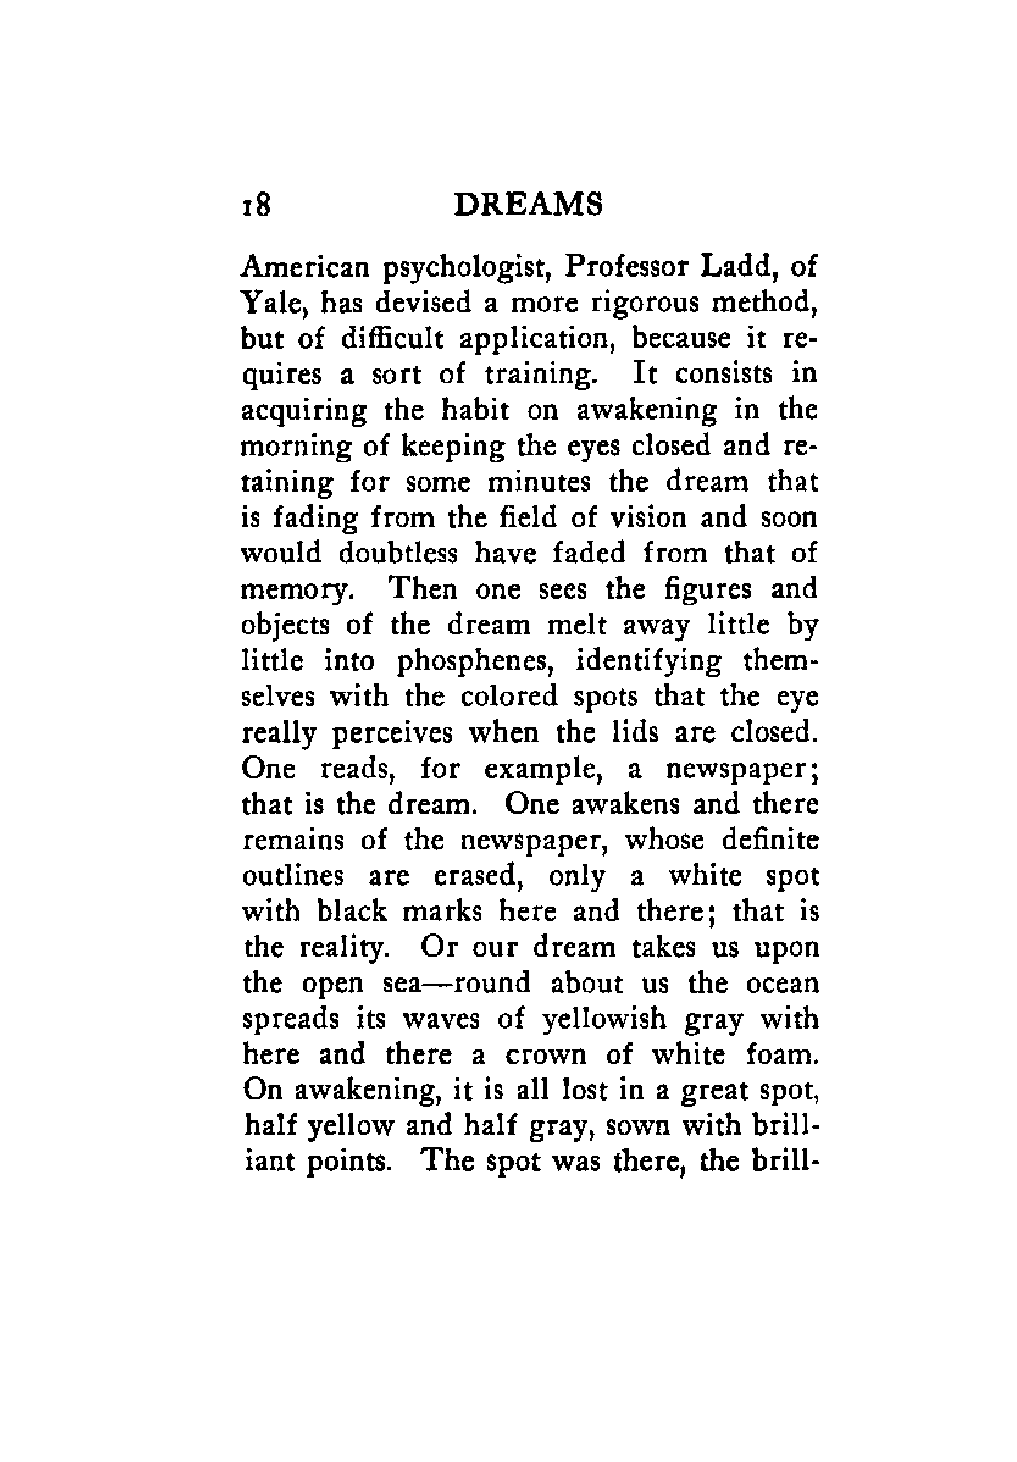 18 DREAMS
American psychologist, Professor Ladd, of
Yale, has devised a more rigorous method,
but of difficult application, because it re-
quires a sort of training. It consists in
acquiring the habit on awakening in the
morning of keeping the eyes closed and re-
taining for some minutes the dream that
is fading from the field of vision and soon
would doubtless have faded from that of
memory. Then one sees the figures and
objects of the dream melt away little by
little into phosphenes, identifying them-
selves with the colored spots that the eye
really perceives when the lids are closed.
One reads, for example, a newspaper;
that is the dream. One awakens and there
remains of the newspaper, whose definite
outlines are erased, only a white spot
with black marks here and there; that is
the reality. Or our dream takes us upon
the open sea—round about us the ocean
spreads its waves of yellowish gray with
here and there a crown of white foam.
On awakening, it is all lost in a great spot,
half yellow and half gray, sown with brill-
iant points. The spot was there, the brill-